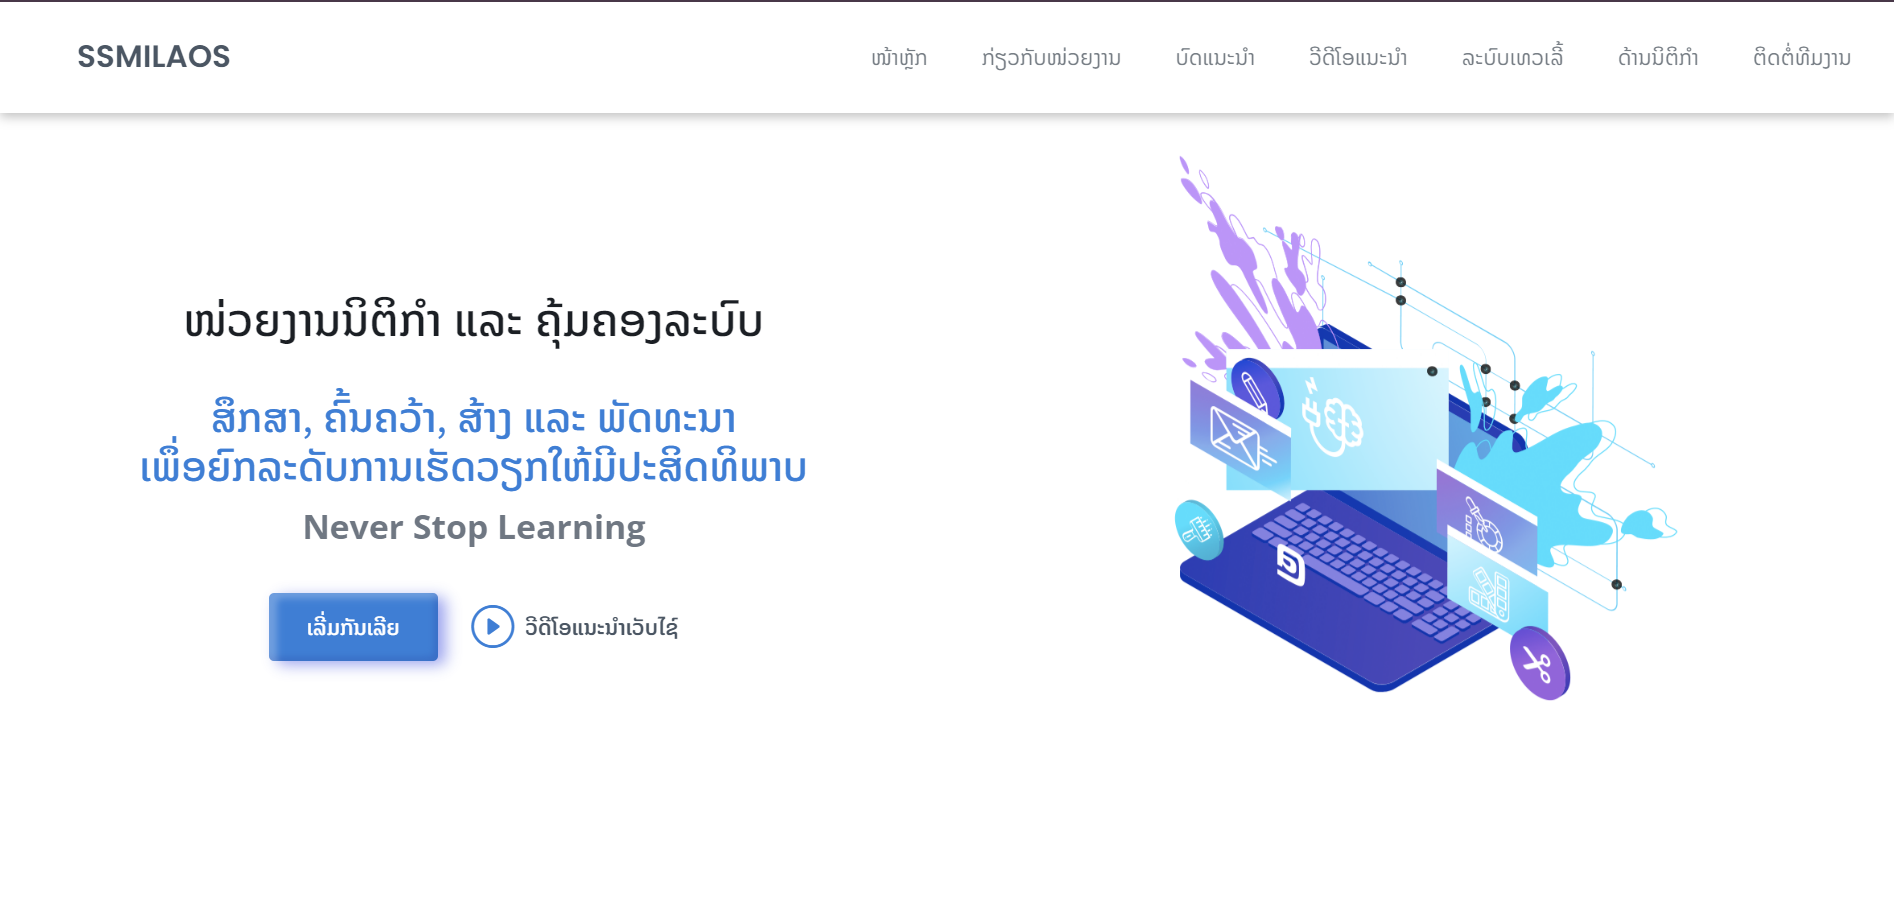 SSMILAOS
ໜ້າຫຼັກ
ກ່ຽວກັບໜ່ວຍງານ
ບົດແນະນຳ
ວີດີໂອແນະນຳ
ລະບົບເທວເລີ້
ດ້ານນິຕິກຳ
ຕິດຕໍ່ທີມງານ
ໜ່ວຍງານນິຕິກຳ ແລະ ຄຸ້ມຄອງລະບົບ
ສຶກສາ, ຄົ້ນຄວ້າ, ສ້າງ ແລະ ພັດທະນາ
ເພຶ່ອຍົກລະດັບການເຮັດວຽກໃຫ້ມີປະສິດທິພາບ
Never Stop Learning
ເລີ່ມກັນເລີຍ
ວີດີໂອແນະນຳເວັບໄຊ້